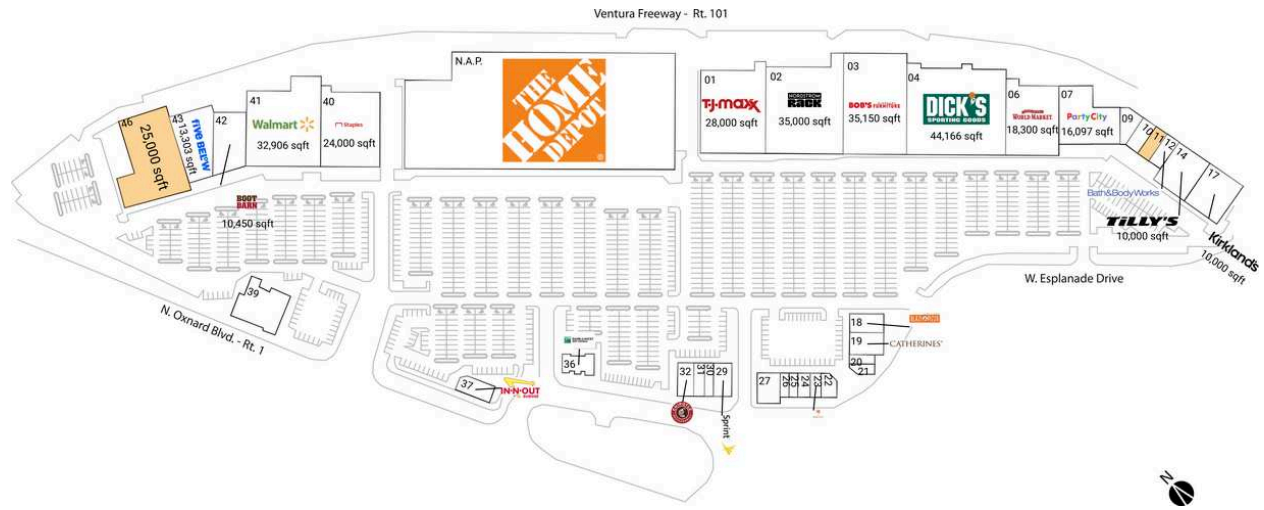 Ventura Freeway - Rt. 101
46
25,000 sqft
43
five BEL°W
13,303 sqft
42
41
Walmart
32,906 sqft
40
Staples
24,000 sqft
N.A.P.
THE
HOME
DEPOT
01
T.J.maxx
28,000 sqft
02
NORDSTROM
RACK
35,000 sqft
03
BOB'S FURNITURE
35,150 sqft
04
DICK'S
SPORTING GOODS
44,166 sqft
06
WORLD MARKET
18,300 sqft
07
PartyCity
16,097 sqft
09
10
11
12
14
17
Bath&BodyWorks
TILLY'S
10,000 sqft
Kirkland's
10,000 sqft
BOOT
BARN
10,450 sqft
39
N. Oxnard Blvd. - Rt. 1
W. Esplanade Drive
37
IN-N-OUT
BURGER
36
32
31
30
29
Sprint
27
26
25
24
23
22
18
19
CATHERINES
20
21
N